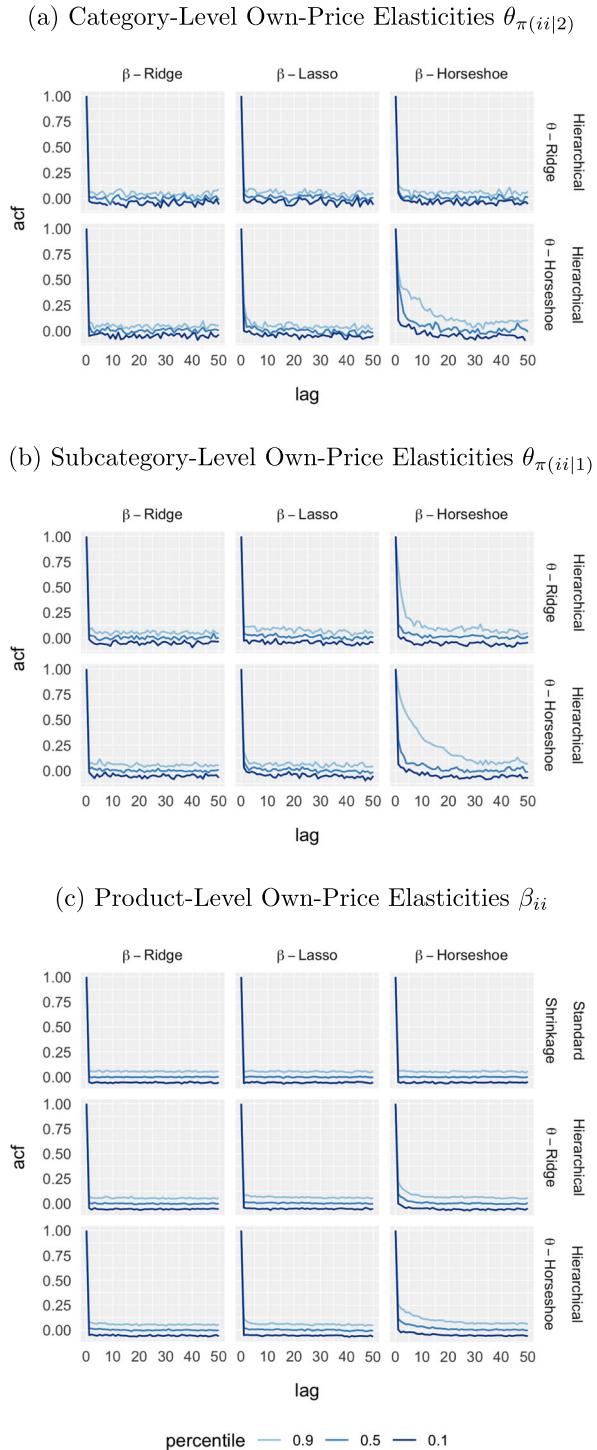 (a) Category-Level Own-Price Elasticities θπ(ii|2)
β – Ridge β – Lasso β – Horseshoe
1.00
0.75
0.50
0.25
0.00
Hierarchical
θ – Ridge
1.00
0.75
0.50
0.25
0.00
Hierarchical
θ – Horseshoe
acf
0 10 20 30 40 50 0 10 20 30 40 50 0 10 20 30 40 50
lag
(b) Subcategory-Level Own-Price Elasticities θπ(ii|1)
β – Ridge β – Lasso β – Horseshoe
1.00
0.75
0.50
0.25
0.00
Hierarchical
θ – Ridge
1.00
0.75
0.50
0.25
0.00
Hierarchical
θ – Horseshoe
acf
0 10 20 30 40 50 0 10 20 30 40 50 0 10 20 30 40 50
lag
(c) Product-Level Own-Price Elasticities βii
β – Ridge β – Lasso β – Horseshoe
1.00
0.75
0.50
0.25
0.00
Standard
Shrinkage
1.00
0.75
0.50
0.25
0.00
Hierarchical
θ – Ridge
1.00
0.75
0.50
0.25
0.00
Hierarchical
θ – Horseshoe
acf
0 10 20 30 40 50 0 10 20 30 40 50 0 10 20 30 40 50
lag
percentile 0.9 0.5 0.1